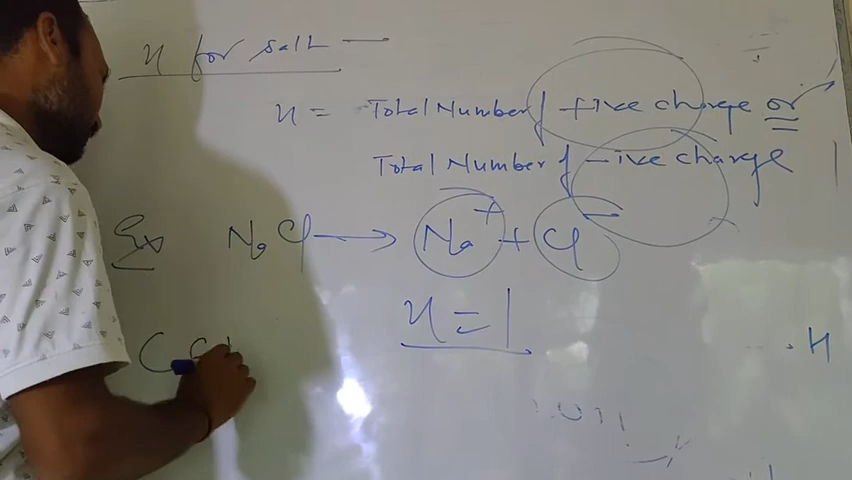 n for salt —
n = Total Number of +ive charge or
Total Number of -ive charge
Ex NaCl → Na⁺ + Cl⁻
n = 1
H